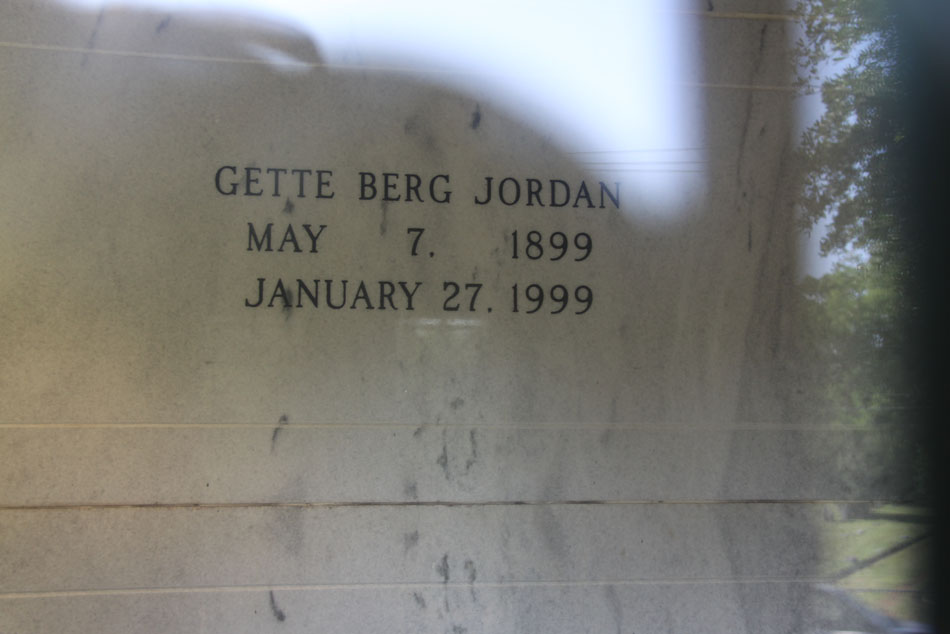 GETTE BERG JORDAN
MAY 7, 1899
JANUARY 27, 1999